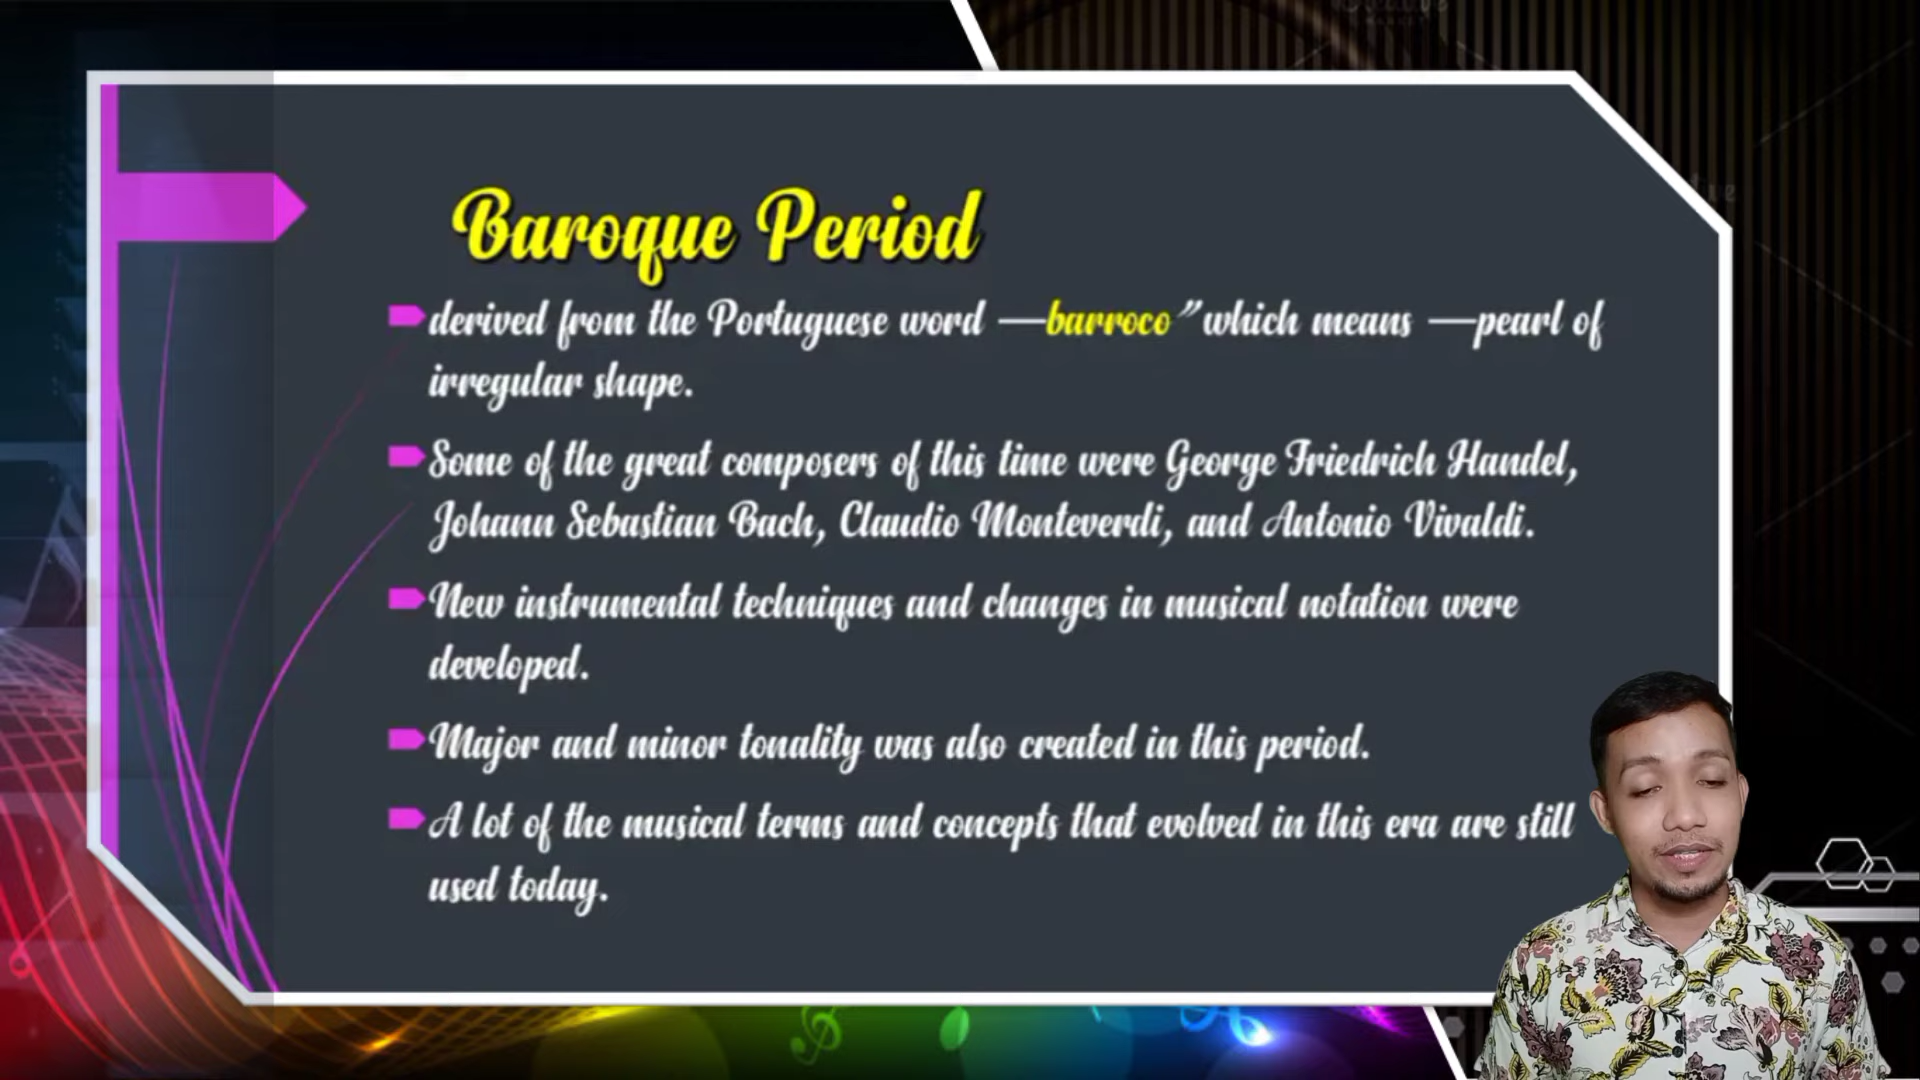 Baroque Period
derived from the Portuguese word —barroco” which means —pearl of
irregular shape.
Some of the great composers of this time were George Friedrich Handel,
Johann Sebastian Bach, Claudio Monteverdi, and Antonio Vivaldi.
New instrumental techniques and changes in musical notation were
developed.
Major and minor tonality was also created in this period.
A lot of the musical terms and concepts that evolved in this era are still
used today.